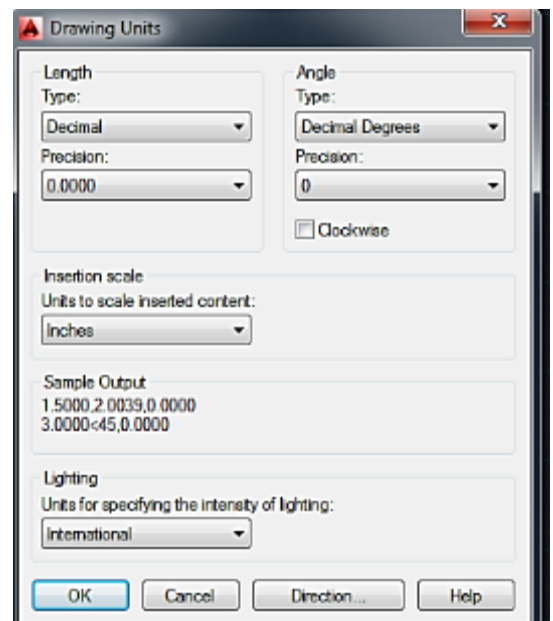 Drawing Units
Length
Type:
Decimal
Precision:
0.0000
Angle
Type:
Decimal Degrees
Precision:
0
Clockwise
Insertion scale
Units to scale inserted content:
Inches
Sample Output
1.5000,2.0039,0.0000
3.0000<45,0.0000
Lighting
Units for specifying the intensity of lighting:
International
OK Cancel Direction... Help